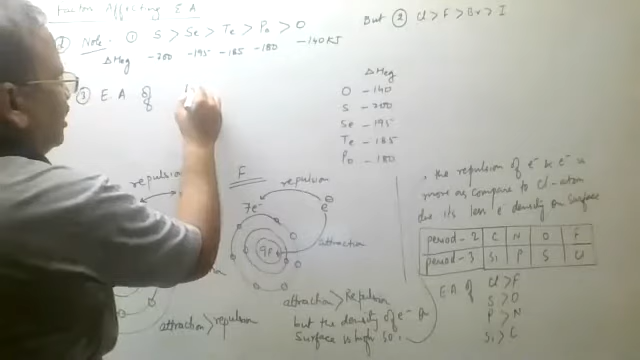 Factor Affecting E A
Note: ① S > Se > Te > Po > O
ΔHeg -200 -195 -185 -180 -140 KJ
But ② Cl > F > Br > I
③ E.A of
ΔHeg
O -140
S -200
Se -195
Te -185
Po -180
repulsion
F
repulsion
7e⁻
e⊖
9P
attraction
attraction > repulsion
attraction > Repulsion
but the density of e⁻ on
Surface is high so,
, the repulsion of e⁻ & e⁻ is
more as compare to Cl-atom
due its less e⁻ density on surface
period-2 C N O F
period-3 Si P S Cl
E A of Cl > F
S > O
P > N
Si > C